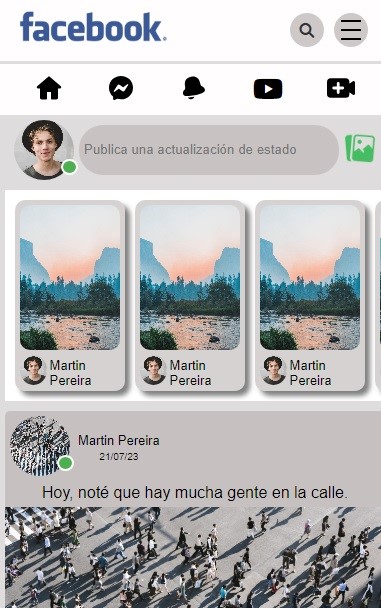 facebook.
Publica una actualización de estado
Martin
Pereira
Martin
Pereira
Martin
Pereira
Martin Pereira
21/07/23
Hoy, noté que hay mucha gente en la calle.